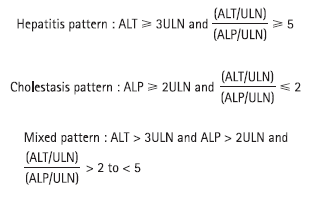 Hepatitis pattern : ALT ⩾ 3ULN and (ALT/ULN)/(ALP/ULN) ⩾ 5
Cholestasis pattern : ALP ⩾ 2ULN and (ALT/ULN)/(ALP/ULN) ⩽ 2
Mixed pattern : ALT > 3ULN and ALP > 2ULN and
(ALT/ULN)/(ALP/ULN) > 2 to < 5